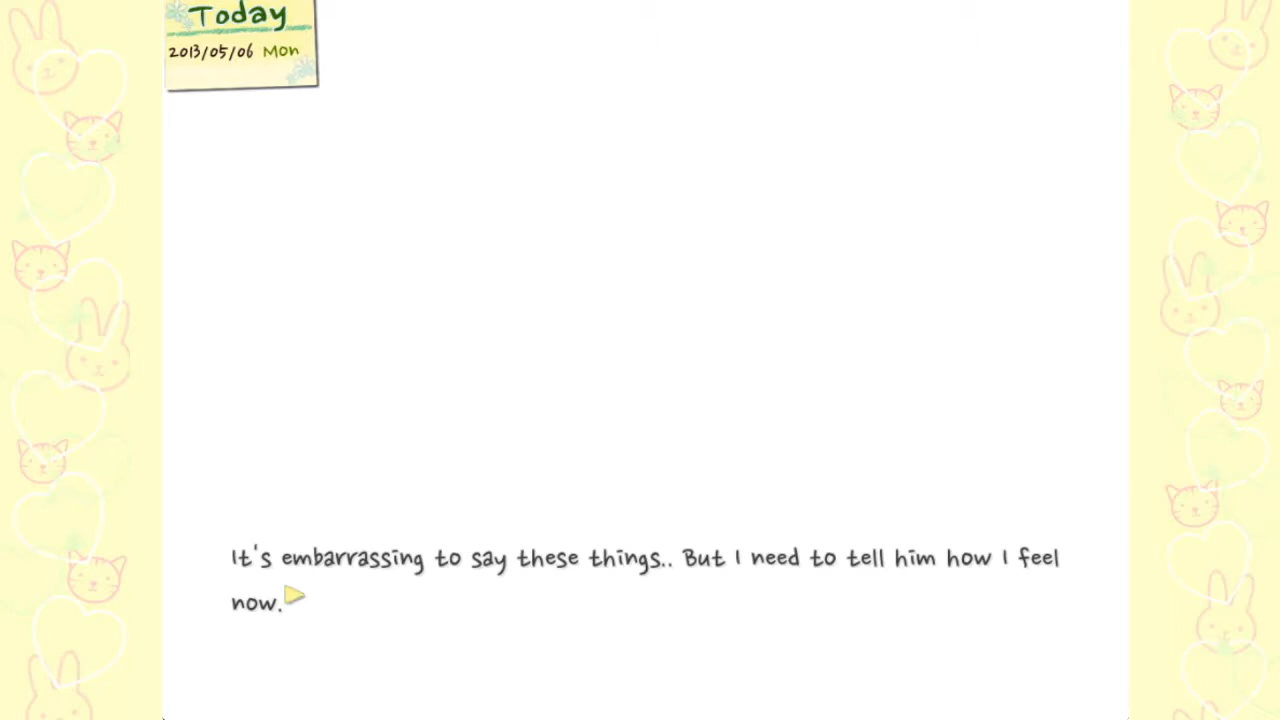 Today
2013/05/06 Mon
It's embarrassing to say these things.. But I need to tell him how I feel
now.